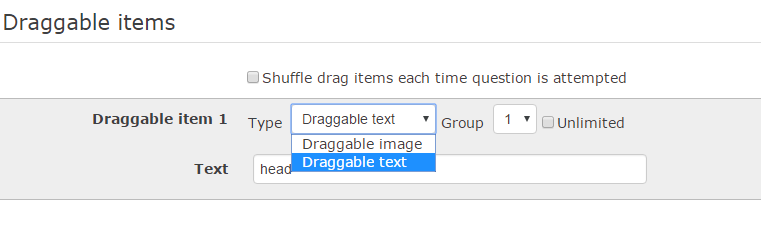 Draggable items
Shuffle drag items each time question is attempted
Draggable item 1 Type Draggable text Group 1 Unlimited
Draggable image
Draggable text
Text head